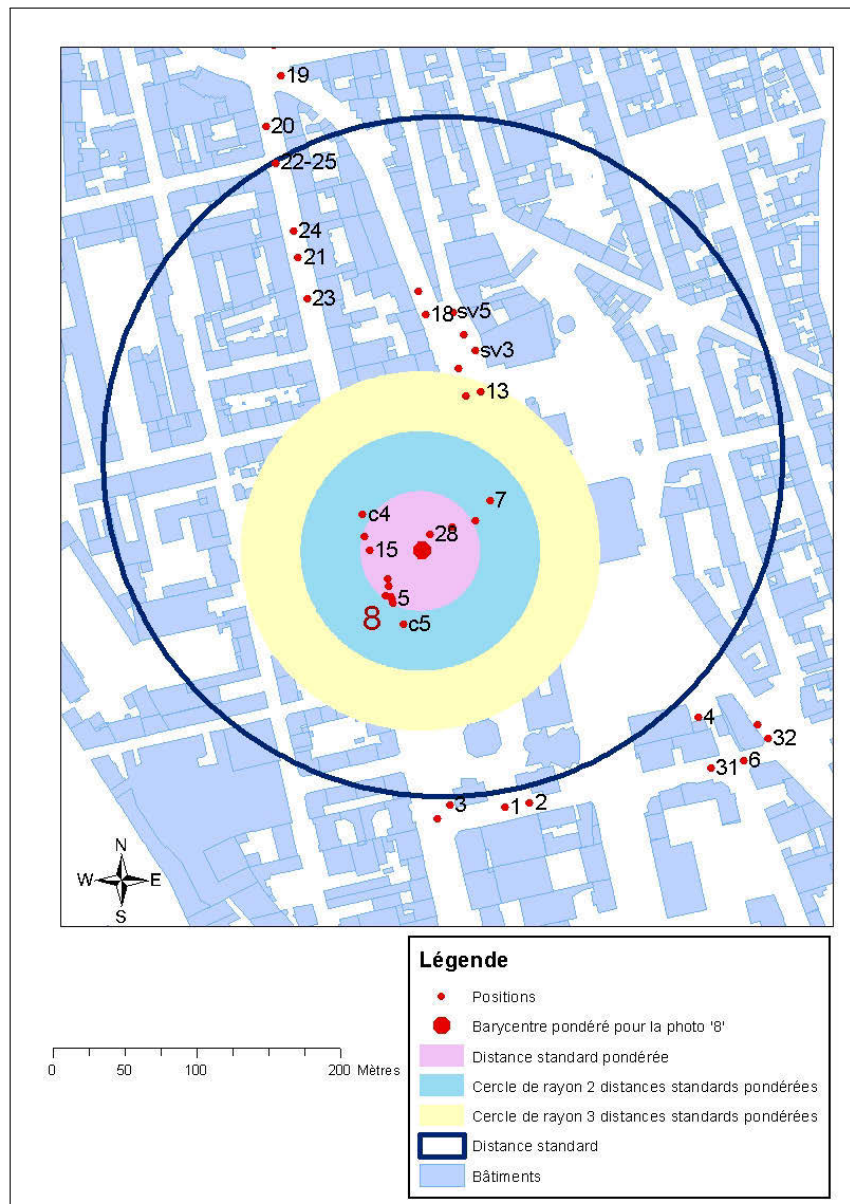 19
20
22-25
24
21
23
18
sv5
sv3
13
7
c4
28
15
5
8
c5
4
32
6
31
3
1
2
N
W E
S
Légende
Positions
Barycentre pondéré pour la photo '8'
Distance standard pondérée
Cercle de rayon 2 distances standards pondérées
Cercle de rayon 3 distances standards pondérées
Distance standard
Bâtiments
0 50 100 200 Mètres